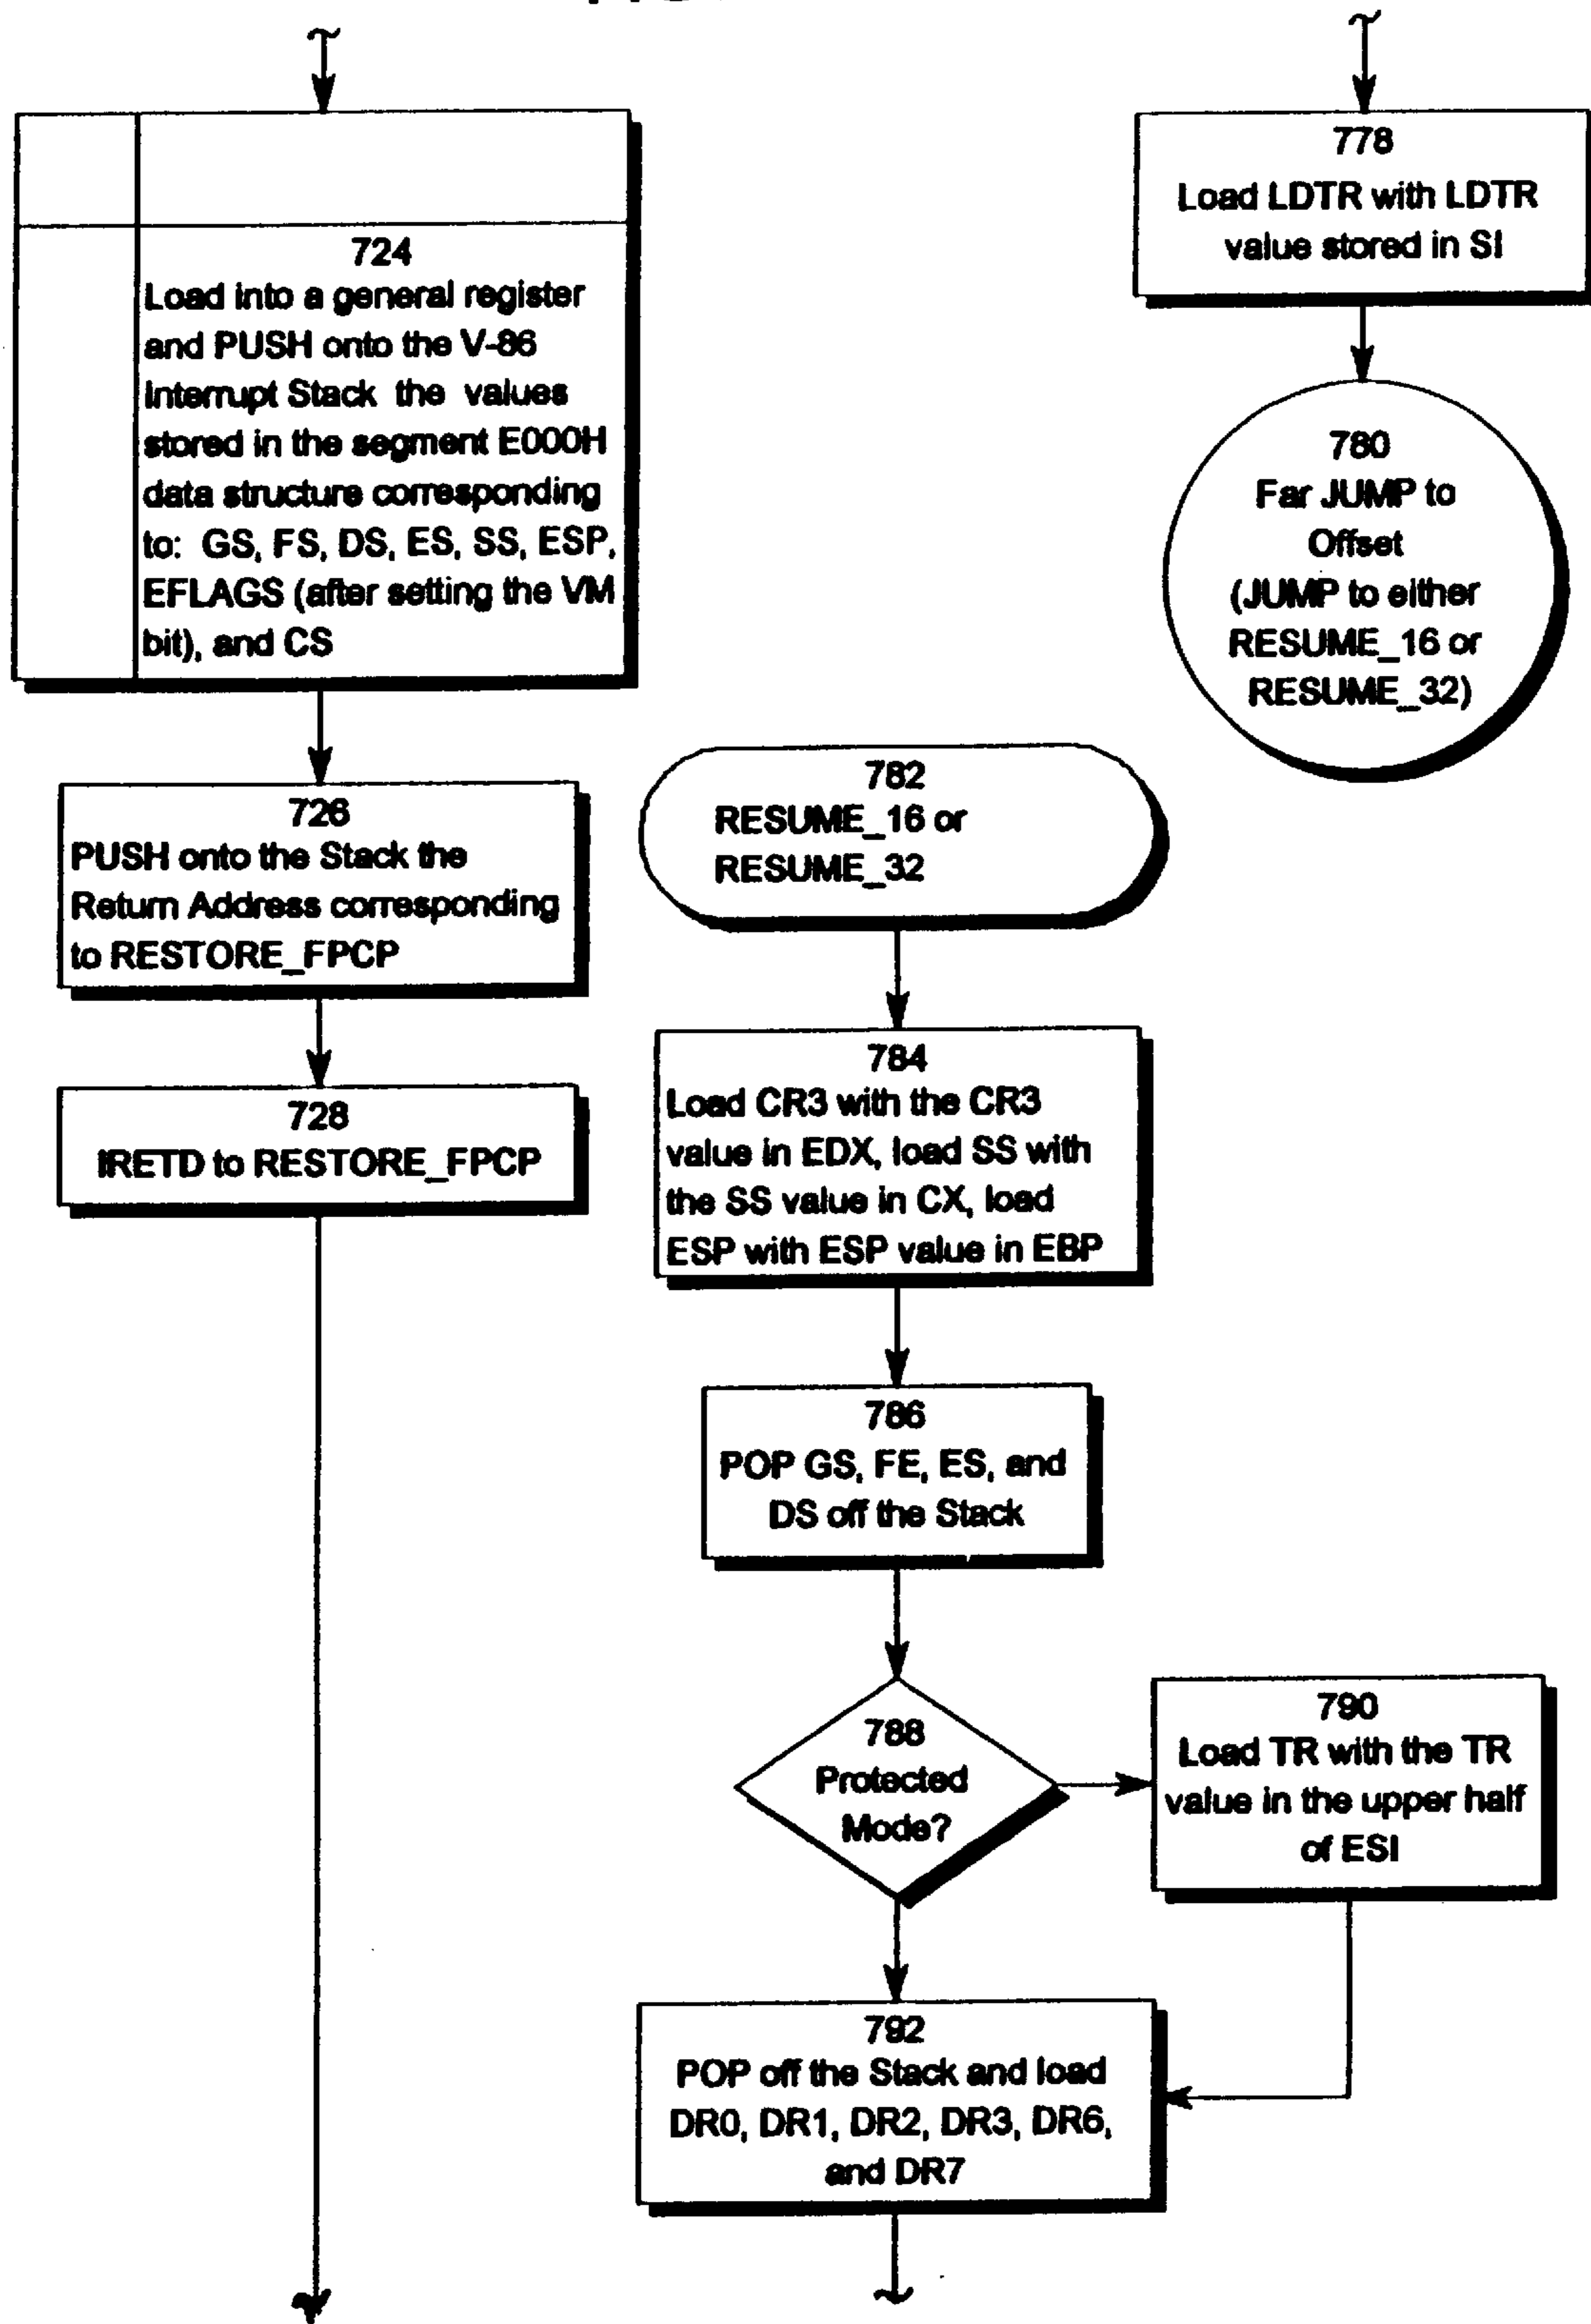 724
Load into a general register
and PUSH onto the V-86
Interrupt Stack the values
stored in the segment E000H
data structure corresponding
to: GS, FS, DS, ES, SS, ESP,
EFLAGS (after setting the VM
bit), and CS
726
PUSH onto the Stack the
Return Address corresponding
to RESTORE_FPCP
728
IRETD to RESTORE_FPCP
778
Load LDTR with LDTR
value stored in SI
780
Far JUMP to
Offset
(JUMP to either
RESUME_16 or
RESUME_32)
782
RESUME_16 or
RESUME_32
784
Load CR3 with the CR3
value in EDX, load SS with
the SS value in CX, load
ESP with ESP value in EBP
786
POP GS, FE, ES, and
DS off the Stack
788
Protected
Mode?
790
Load TR with the TR
value in the upper half
of ESI
792
POP off the Stack and load
DR0, DR1, DR2, DR3, DR6,
and DR7